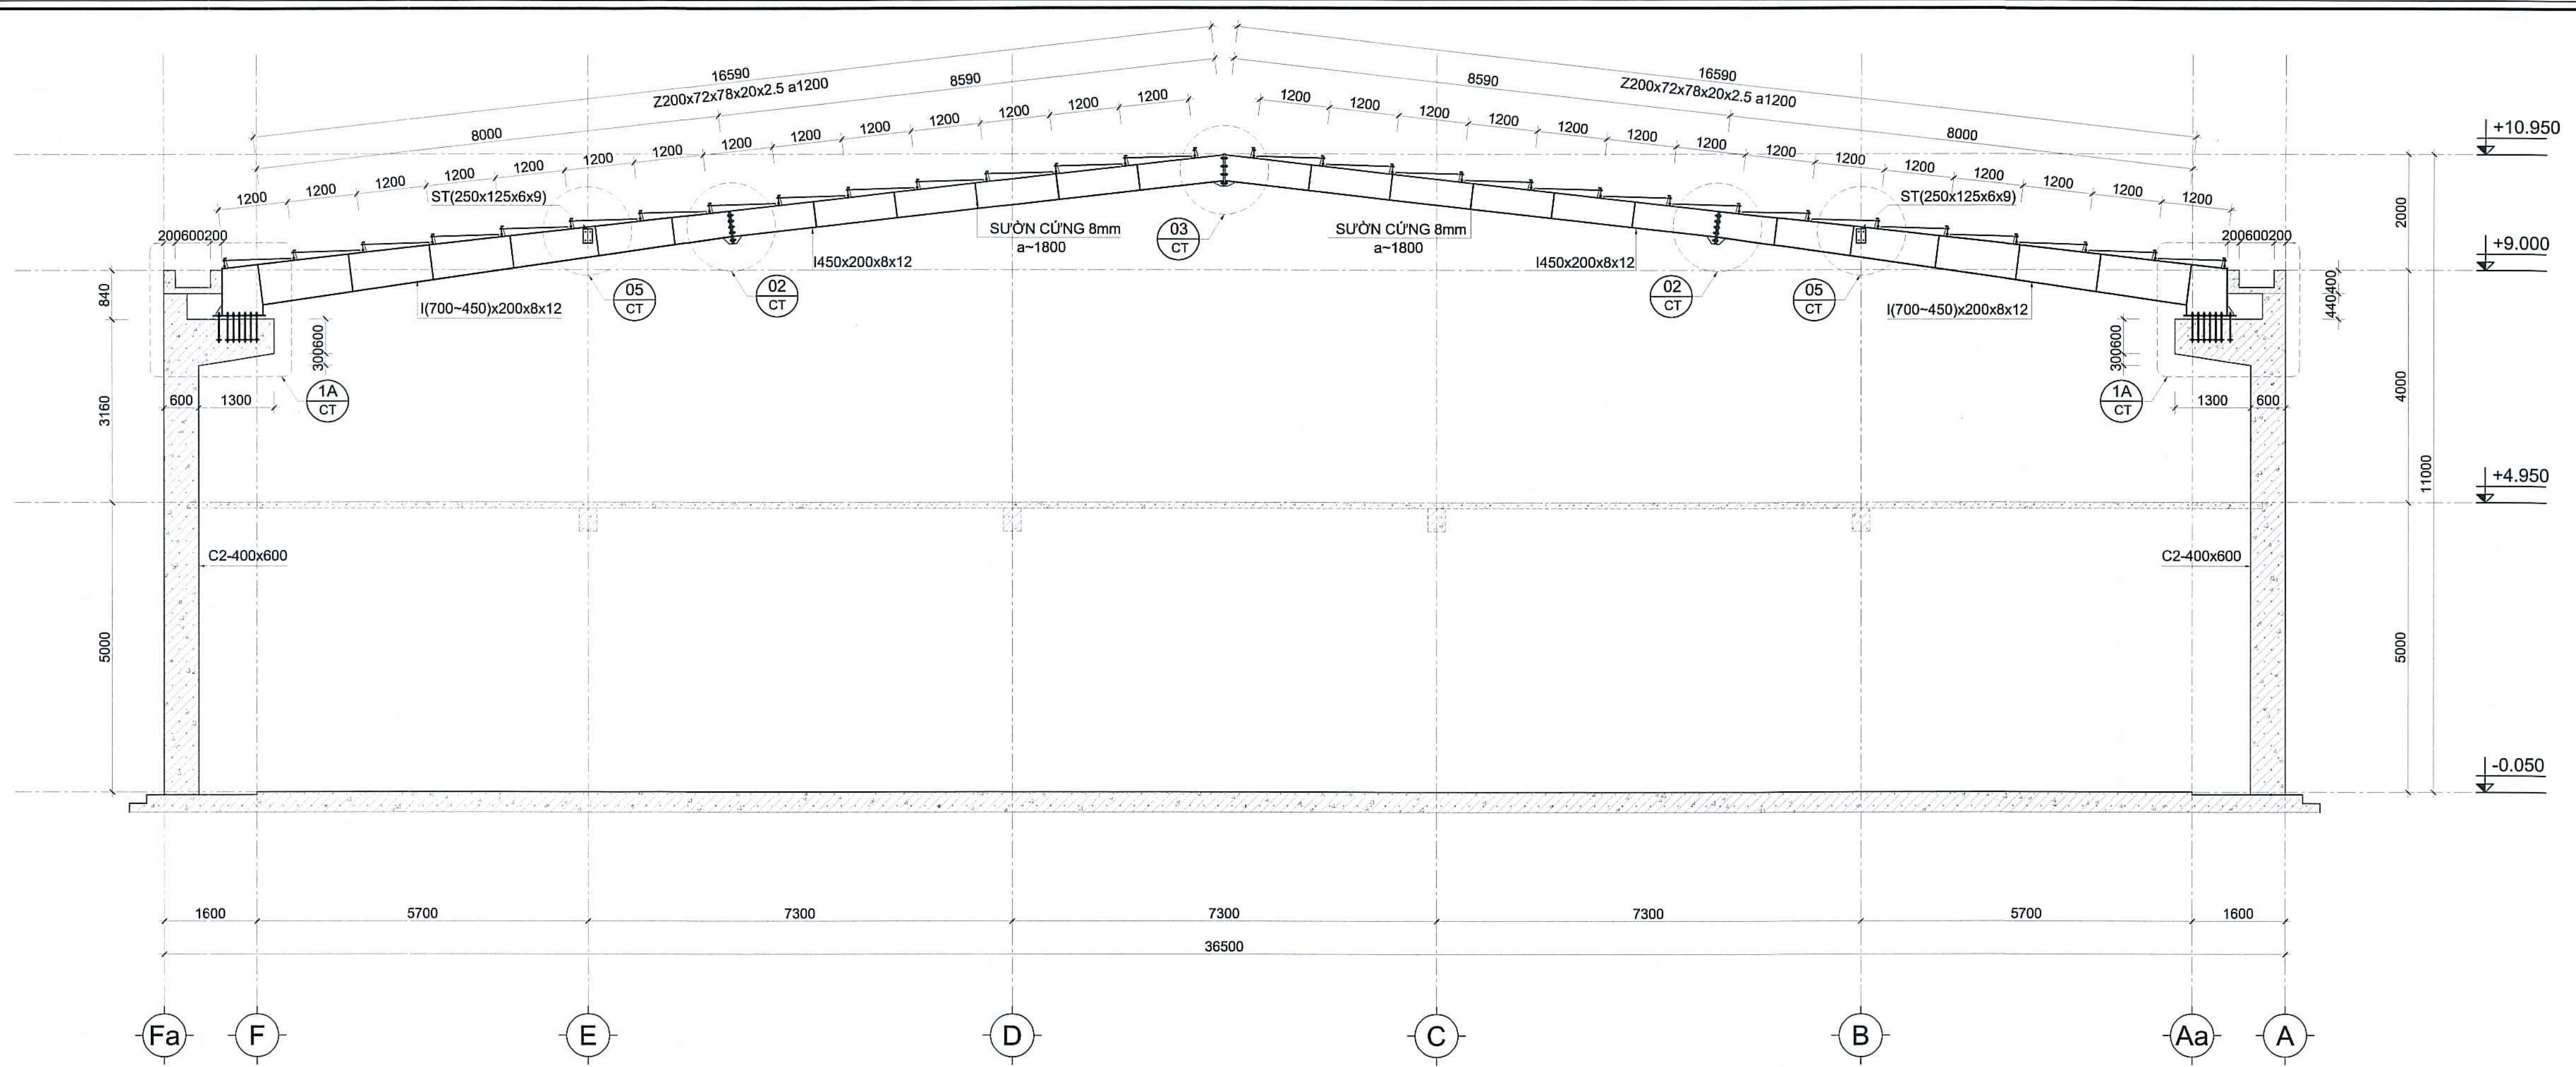 16590
16590
8590
8590
Z200x72x78x20x2.5 a1200
Z200x72x78x20x2.5 a1200
8000
8000
1200 1200 1200 1200 1200 1200 1200 1200 1200 1200 1200 1200 1200 1200
1200 1200 1200 1200 1200 1200 1200 1200 1200 1200 1200 1200 1200 1200
+10.950
ST(250x125x6x9)
ST(250x125x6x9)
2000
200600200
200600200
SƯỜN CỨNG 8mm
a~1800
SƯỜN CỨNG 8mm
a~1800
03
CT
+9.000
I450x200x8x12
I450x200x8x12
840
440400
05
CT
02
CT
02
CT
05
CT
I(700~450)x200x8x12
I(700~450)x200x8x12
300600
300600
1A
CT
1A
CT
600
1300
1300
600
3160
4000
11000
+4.950
C2-400x600
C2-400x600
5000
5000
-0.050
1600
5700
7300
7300
7300
5700
1600
36500
Fa
F
E
D
C
B
Aa
A